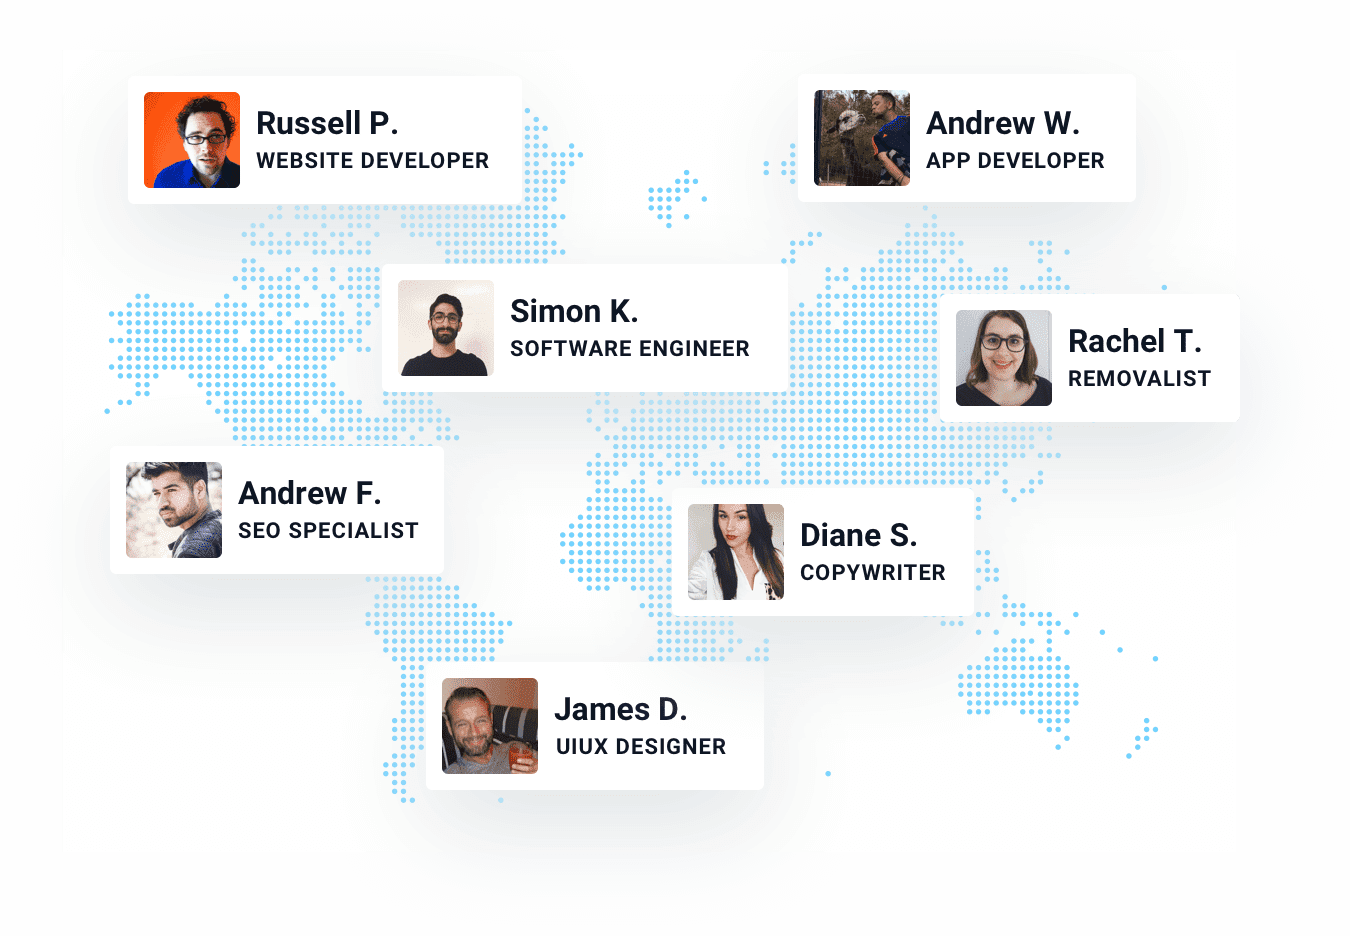 Russell P.
WEBSITE DEVELOPER
Andrew W.
APP DEVELOPER
Simon K.
SOFTWARE ENGINEER
Rachel T.
REMOVALIST
Andrew F.
SEO SPECIALIST
Diane S.
COPYWRITER
James D.
UIUX DESIGNER